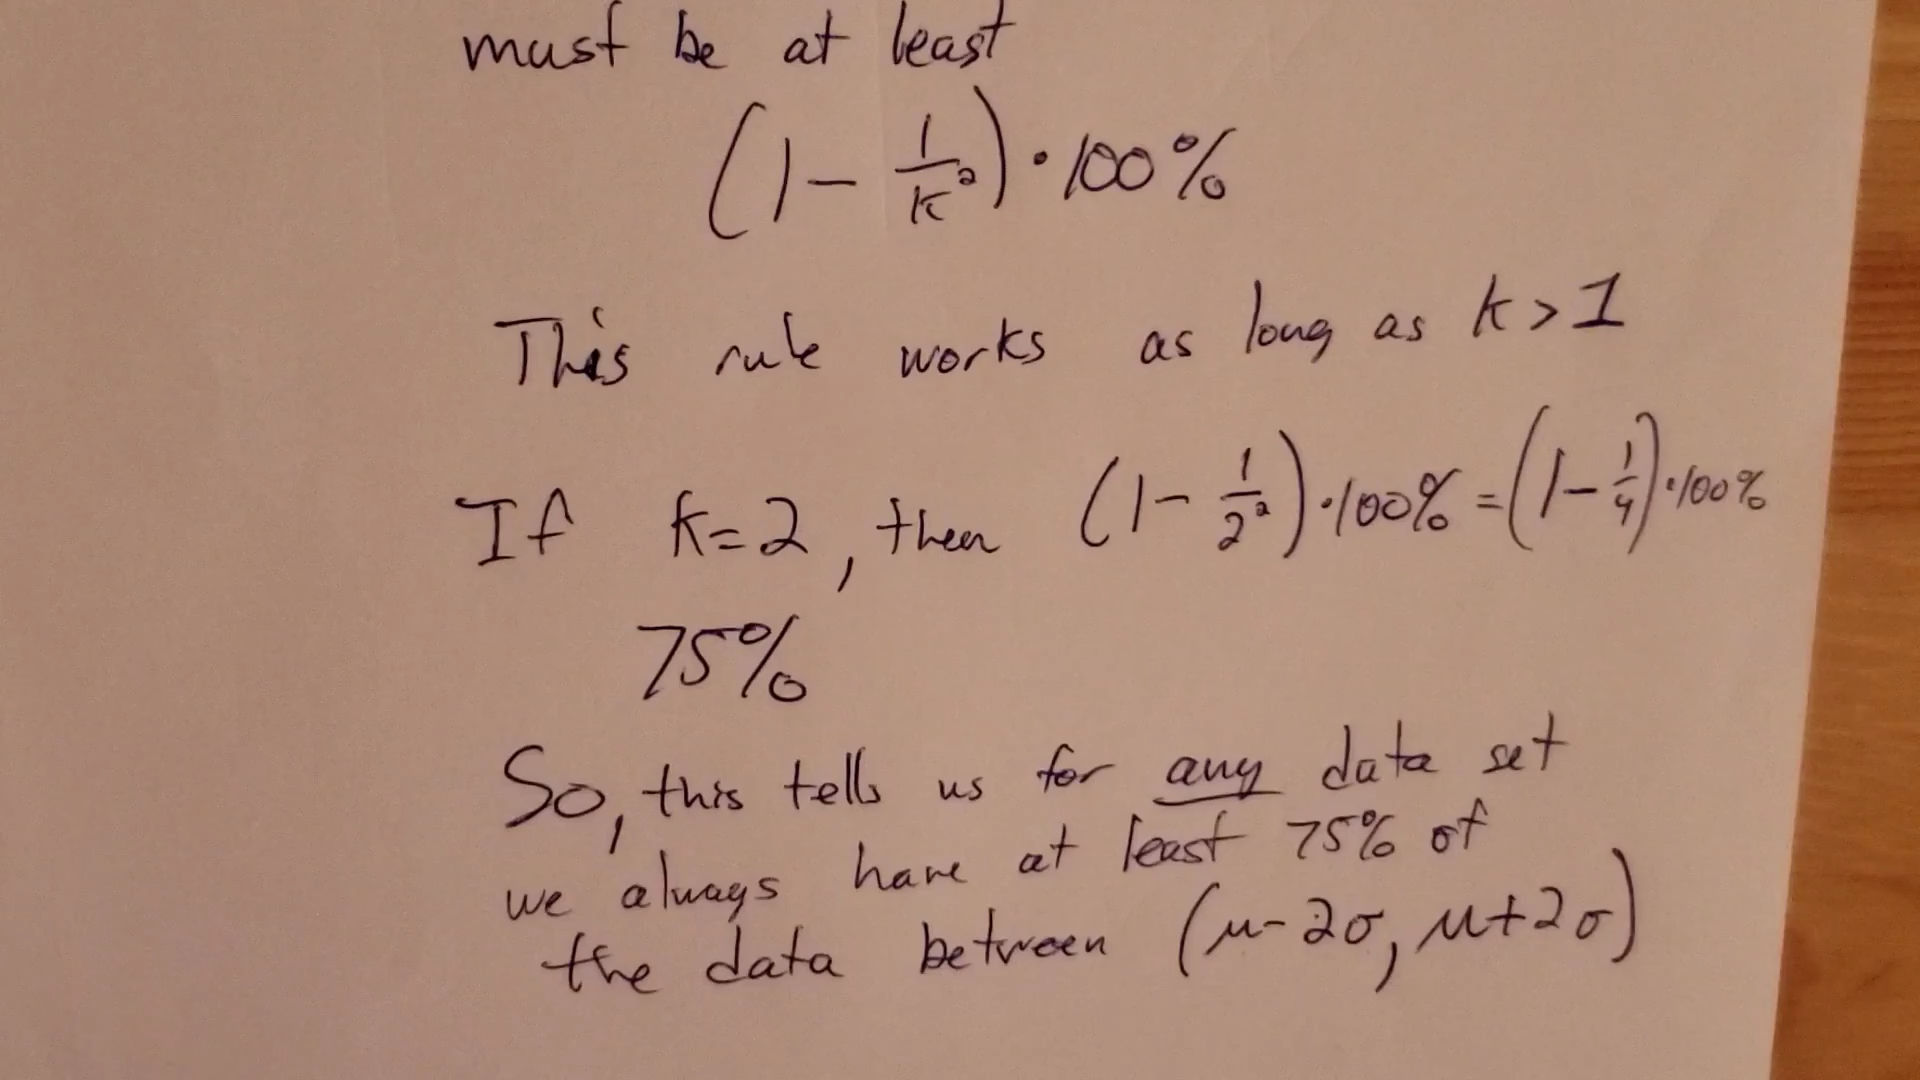 must be at least
(1 - 1/k²) · 100%
This rule works as long as k > 1
If k=2, then (1 - 1/2²) · 100% = (1 - 1/4) · 100%
75%
So, this tells us for any data set
we always have at least 75% of
the data between (μ-2σ, μ+2σ)